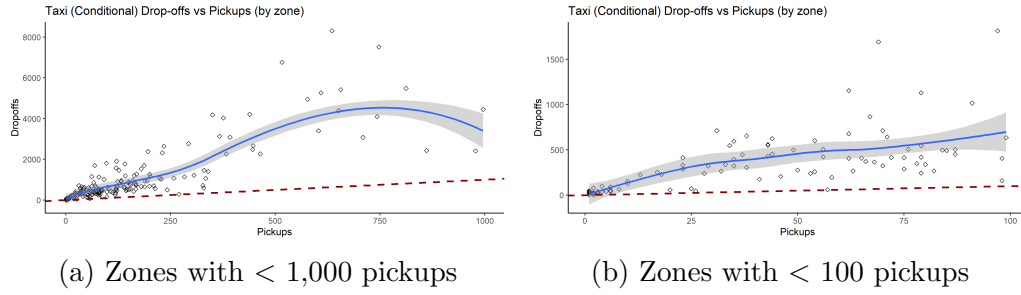 Taxi (Conditional) Drop-offs vs Pickups (by zone)
8000
6000
4000
2000
0
Dropoffs
0 250 500 750 1000
Pickups
(a) Zones with < 1,000 pickups
Taxi (Conditional) Drop-offs vs Pickups (by zone)
1500
1000
500
0
Dropoffs
0 25 50 75 100
Pickups
(b) Zones with < 100 pickups